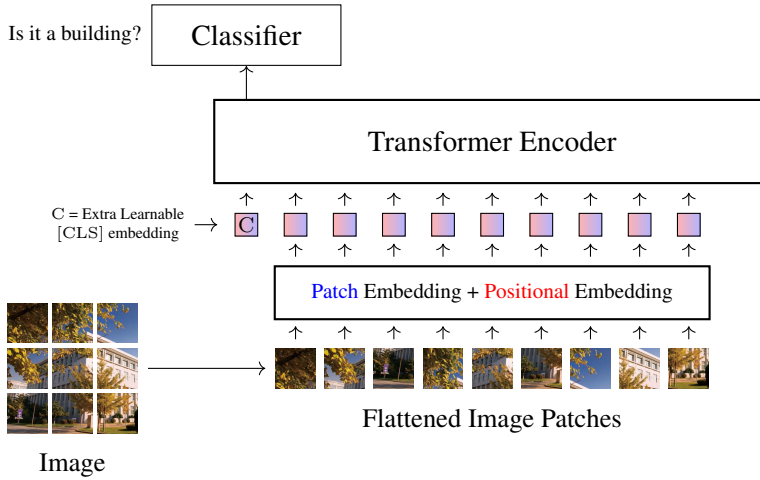 Is it a building?
Classifier
Transformer Encoder
C = Extra Learnable
[CLS] embedding
C
Patch Embedding + Positional Embedding
Flattened Image Patches
Image